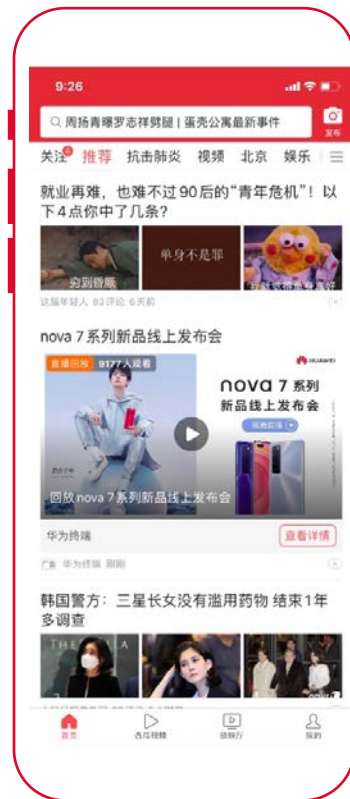 9:26
周扬青曝罗志祥劈腿 | 蛋壳公寓最新事件
发布
关注 推荐 抗击肺炎 视频 北京 娱乐
就业再难，也难不过90后的“青年危机”！以
下4点你中了几条？
穷到昏厥
单身不是罪
这届年轻人 83评论 6天前
nova 7系列新品线上发布会
直播回放 9177人观看
HUAWEI
nova 7 系列
新品线上发布会
回放nova 7系列新品线上发布会
华为终端
查看详情
广告 华为终端 刚刚
韩国警方：三星长女没有滥用药物 结束1年
多调查
首页
西瓜视频
放映厅
我的